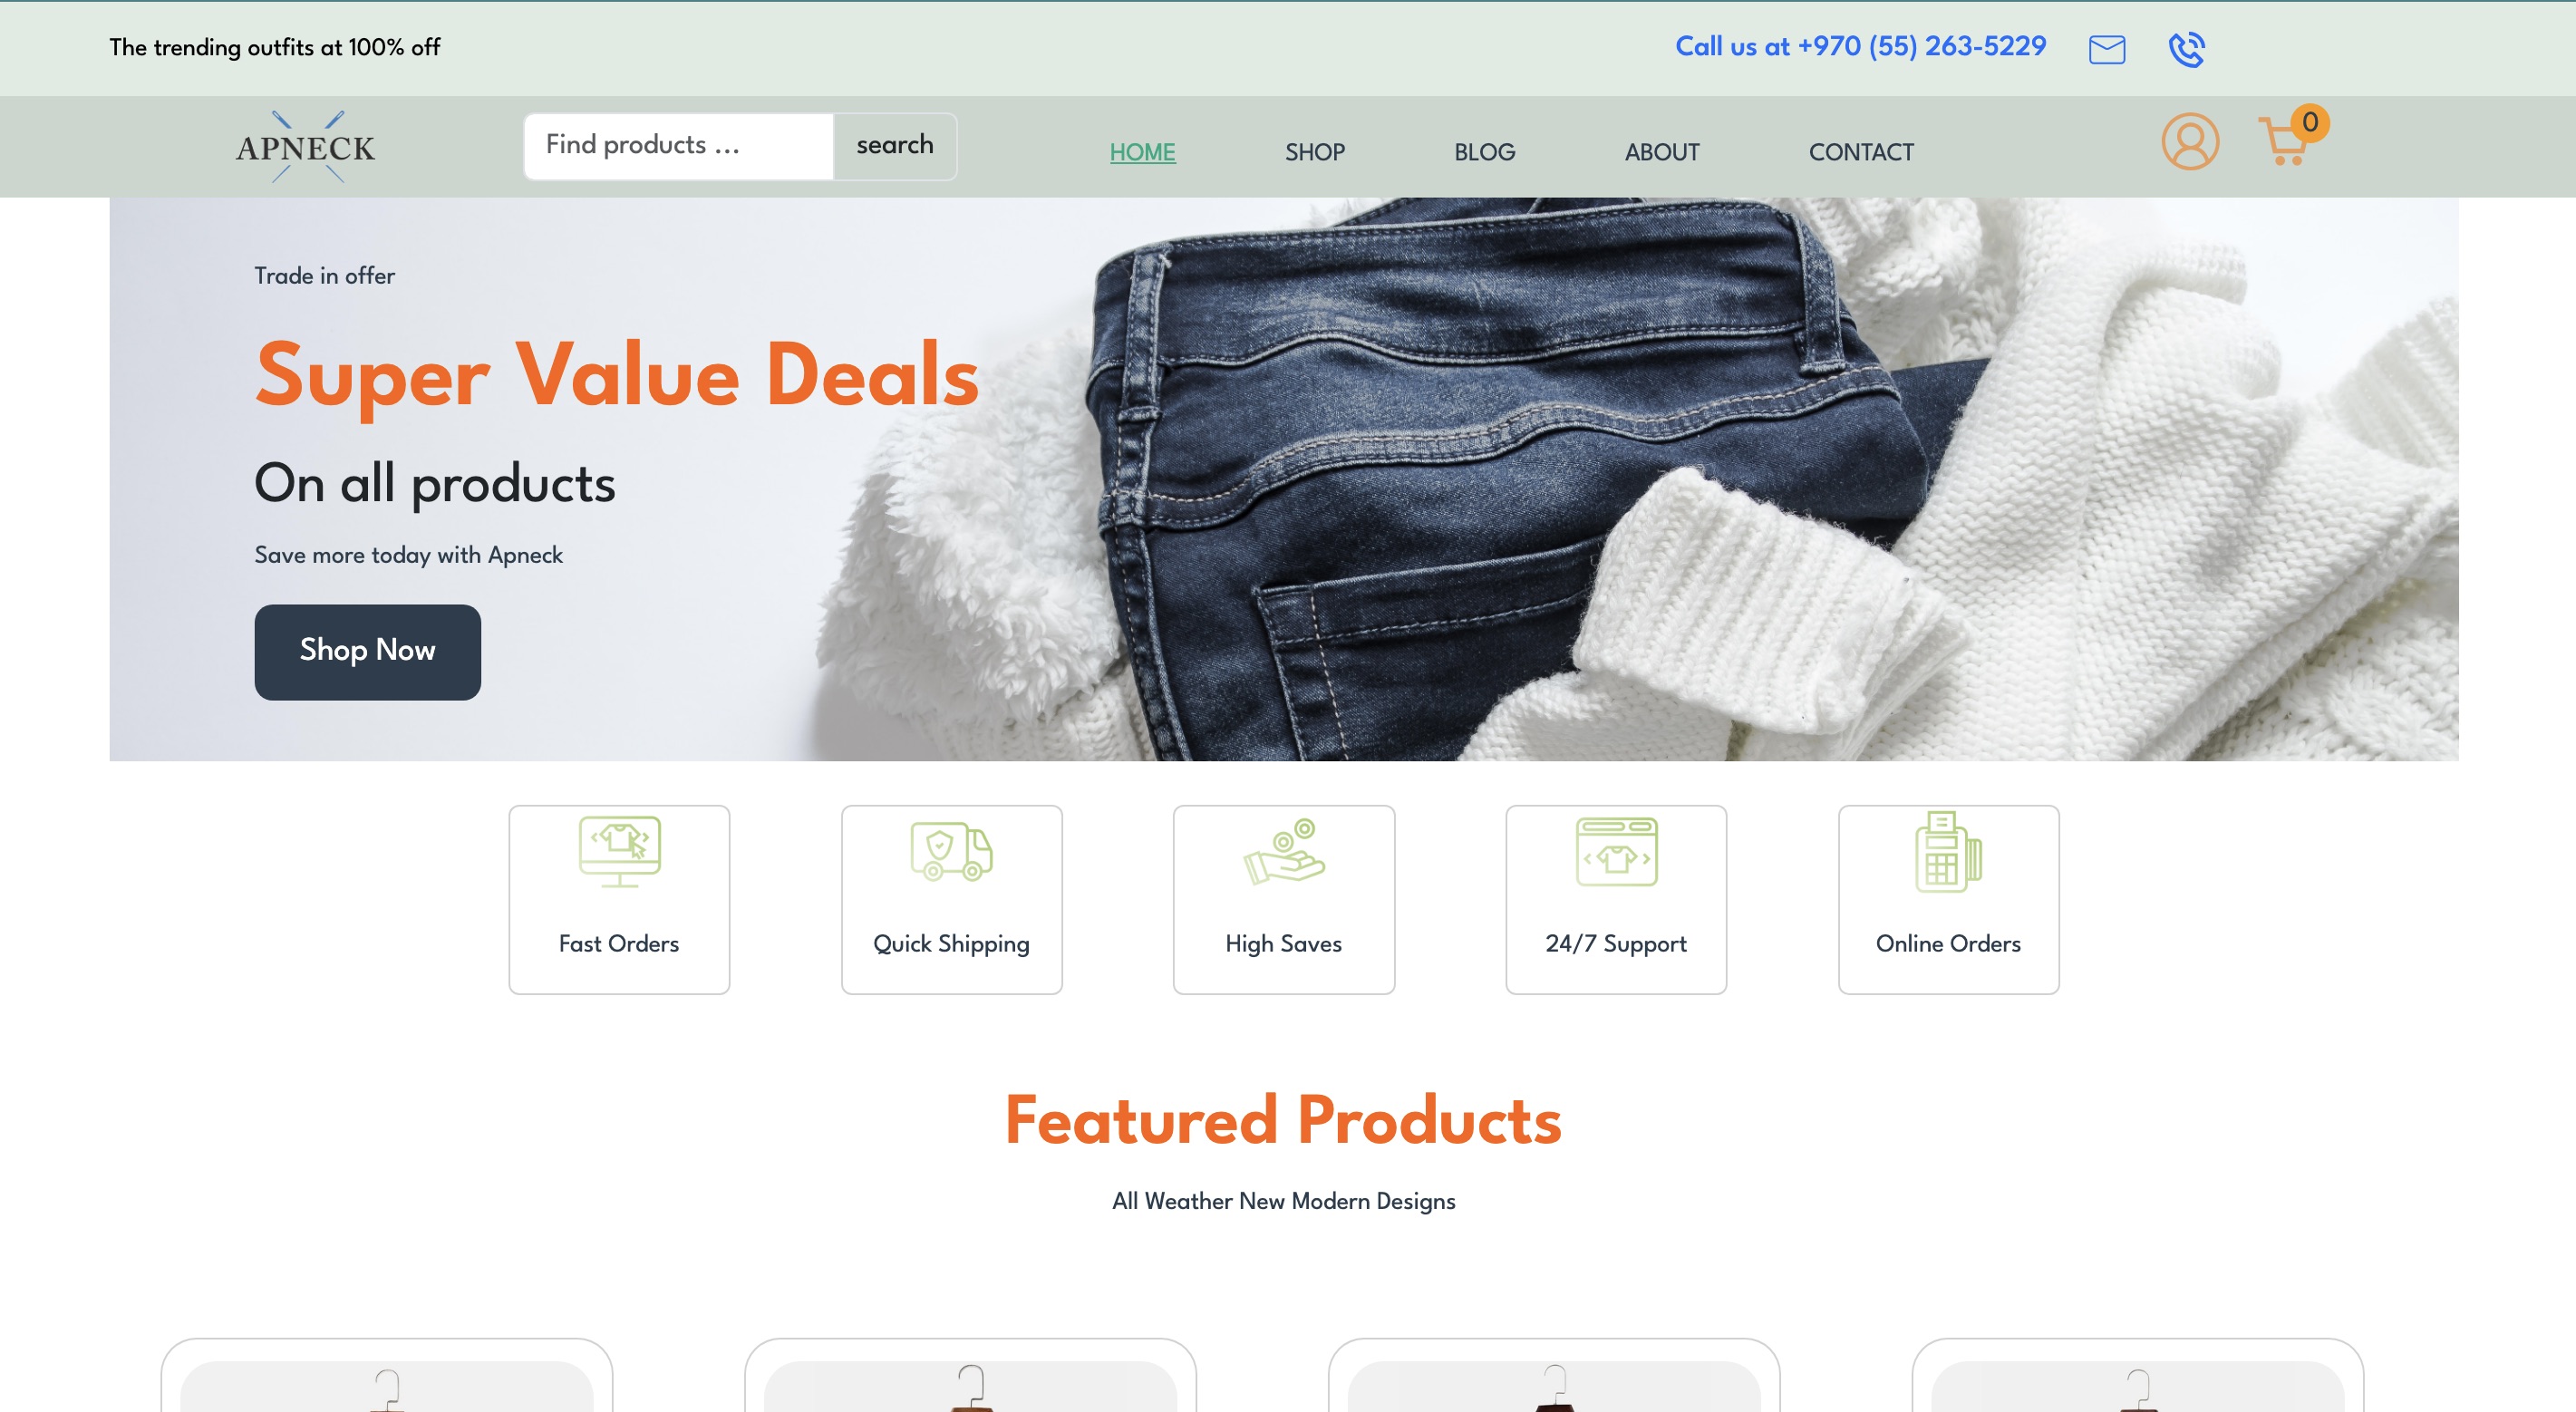 The trending outfits at 100% off
Call us at +970 (55) 263-5229
APNECK
Find products ...
search
HOME
SHOP
BLOG
ABOUT
CONTACT
0
Trade in offer
Super Value Deals
On all products
Save more today with Apneck
Shop Now
Fast Orders
Quick Shipping
High Saves
24/7 Support
Online Orders
Featured Products
All Weather New Modern Designs